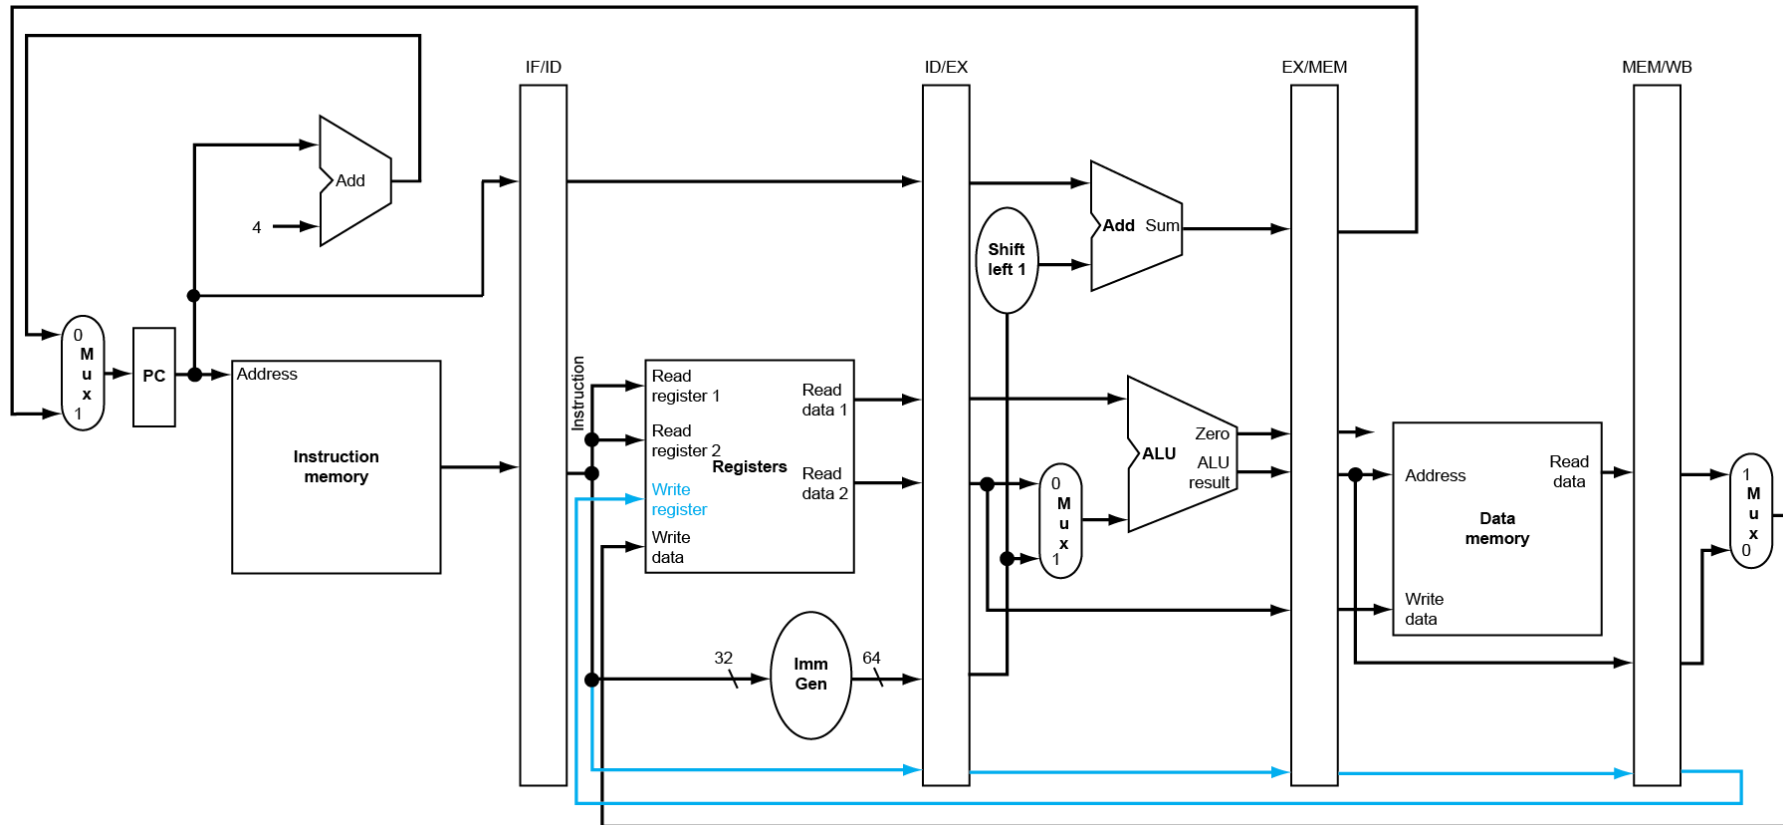 IF/ID
ID/EX
EX/MEM
MEM/WB
Add
4
Add Sum
Shift
left 1
0
M
u
x
1
PC
Address
Instruction
memory
Instruction
Read
register 1
Read
register 2
Registers
Write
register
Write
data
Read
data 1
Read
data 2
32
Imm
Gen
64
0
M
u
x
1
Zero
ALU
ALU
result
Address
Read
data
Data
memory
Write
data
1
M
u
x
0